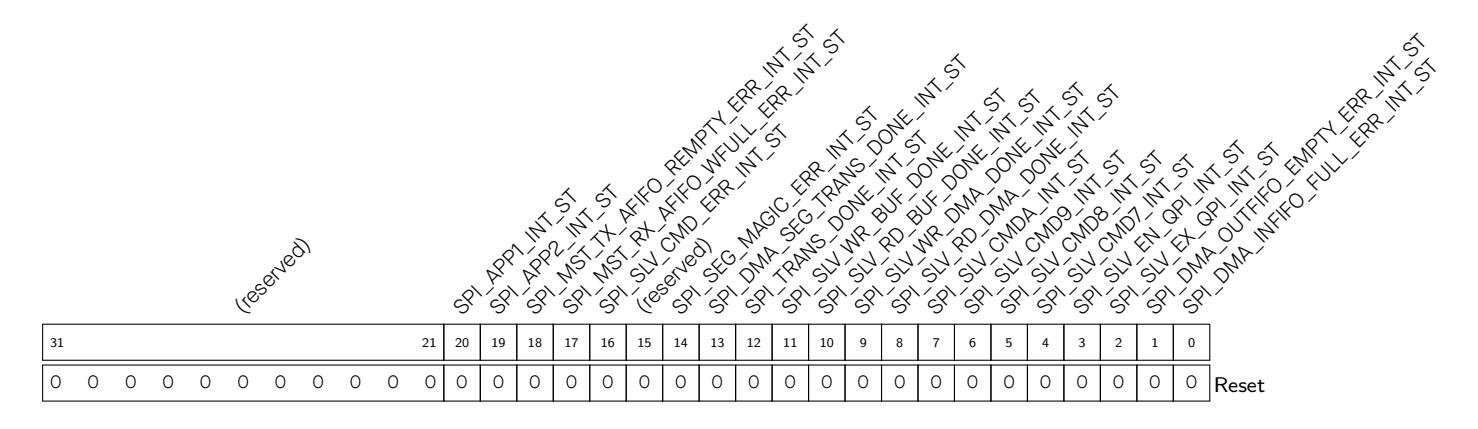 (reserved)
SPI_APP1_INT_ST
SPI_APP2_INT_ST
SPI_MST_TX_AFIFO_REMPTY_ERR_INT_ST
SPI_MST_RX_AFIFO_WFULL_ERR_INT_ST
SPI_SLV_CMD_ERR_INT_ST
(reserved)
SPI_SEG_MAGIC_ERR_INT_ST
SPI_DMA_SEG_TRANS_DONE_INT_ST
SPI_TRANS_DONE_INT_ST
SPI_SLV_WR_BUF_DONE_INT_ST
SPI_SLV_RD_BUF_DONE_INT_ST
SPI_SLV_WR_DMA_DONE_INT_ST
SPI_SLV_RD_DMA_DONE_INT_ST
SPI_SLV_CMDA_INT_ST
SPI_SLV_CMD9_INT_ST
SPI_SLV_CMD8_INT_ST
SPI_SLV_CMD7_INT_ST
SPI_SLV_EN_QPI_INT_ST
SPI_SLV_EX_QPI_INT_ST
SPI_DMA_OUTFIFO_EMPTY_ERR_INT_ST
SPI_DMA_INFIFO_FULL_ERR_INT_ST
31 21 20 19 18 17 16 15 14 13 12 11 10 9 8 7 6 5 4 3 2 1 0
0 0 0 0 0 0 0 0 0 0 0 0 0 0 0 0 0 0 0 0 0 0 0 0 0 0 0 0 0 0 0 0 Reset